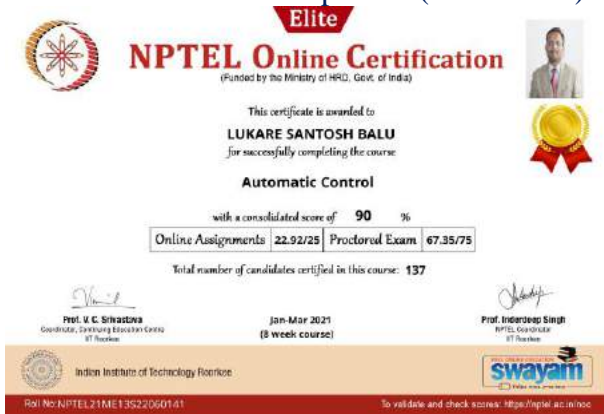 Elite
NPTEL Online Certification
(Funded by the Ministry of HRD, Govt. of India)
This certificate is awarded to
LUKARE SANTOSH BALU
for successfully completing the course
Automatic Control
with a consolidated score of 90 %
Online Assignments 22.92/25 Proctored Exam 67.35/75
Total number of candidates certified in this course: 137
Prof. V. C. Srivastava
Coordinator, Continuing Education Centre
IIT Roorkee
Jan-Mar 2021
(8 week course)
Prof. Inderdeep Singh
NPTEL Coordinator
IIT Roorkee
Indian Institute of Technology Roorkee
swayam
Roll No: NPTEL21ME13S22060141
To validate and check scores: https://nptel.ac.in/noc